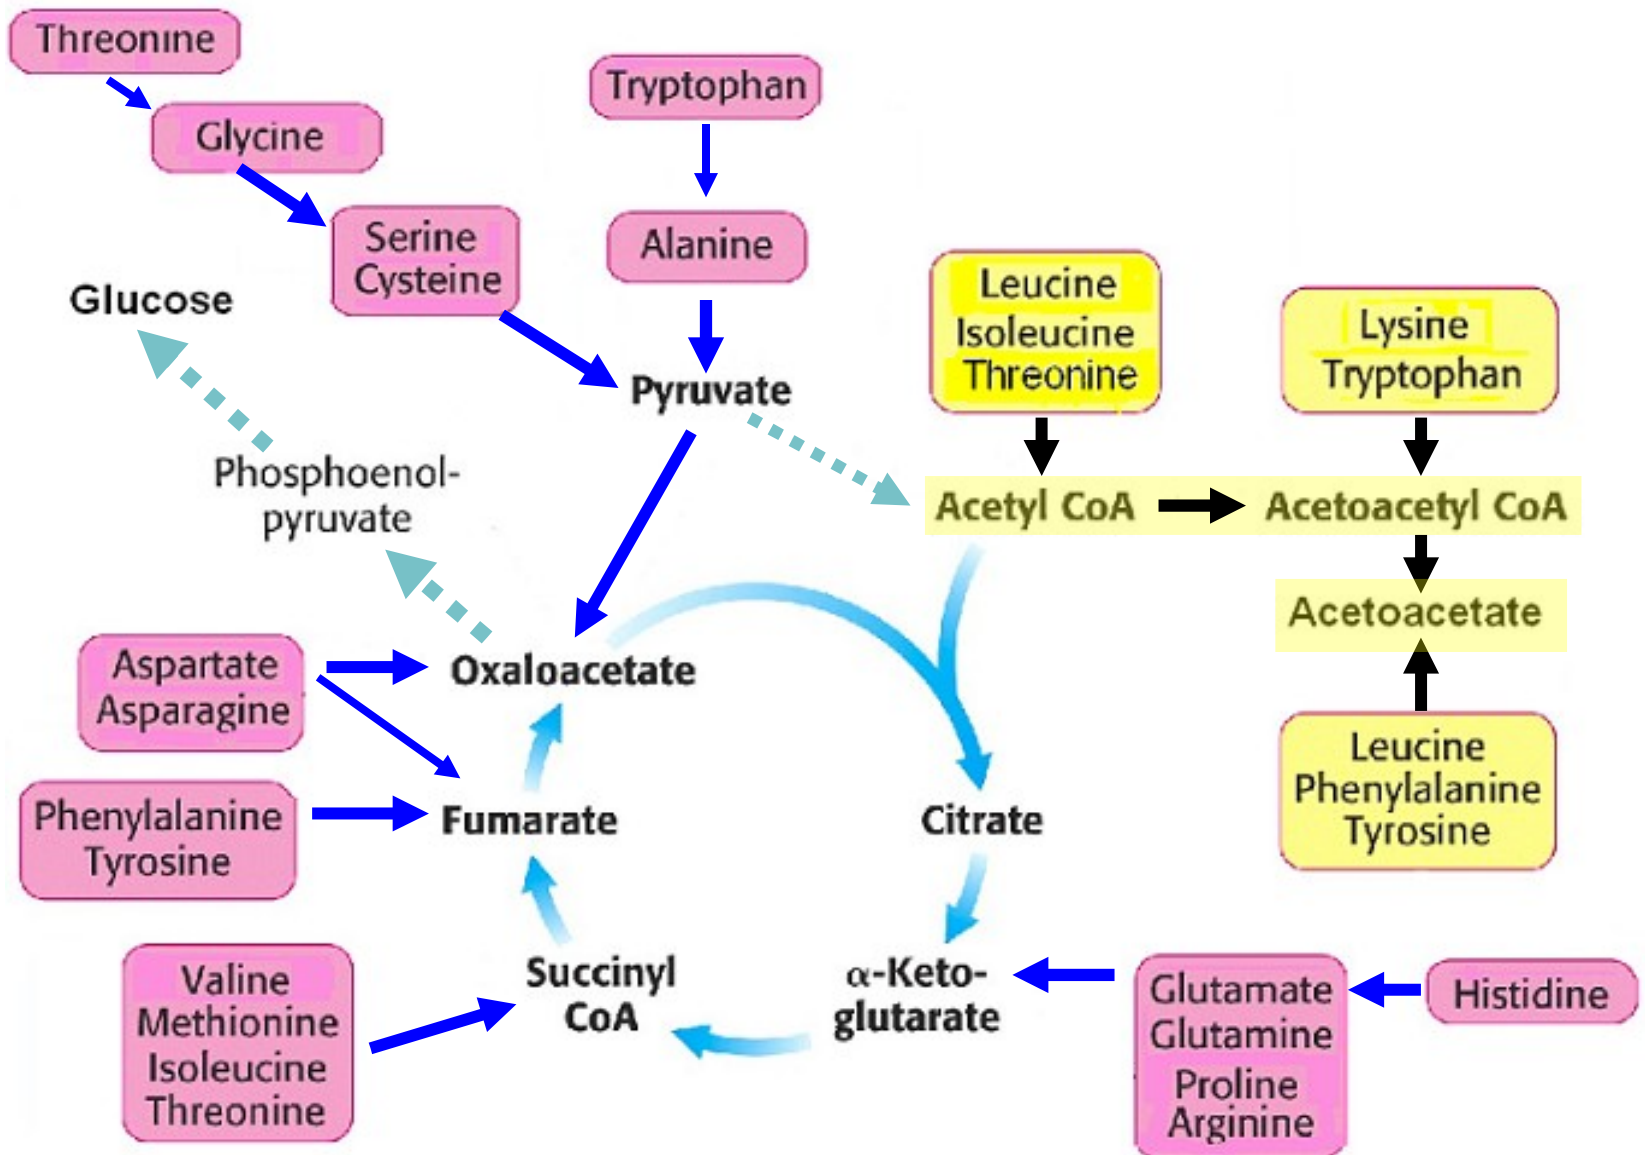 Threonine
Tryptophan
Glycine
Serine
Cysteine
Alanine
Glucose
Leucine
Isoleucine
Threonine
Lysine
Tryptophan
Pyruvate
Phosphoenol-
pyruvate
Acetyl CoA
Acetoacetyl CoA
Acetoacetate
Aspartate
Asparagine
Oxaloacetate
Leucine
Phenylalanine
Tyrosine
Phenylalanine
Tyrosine
Fumarate
Citrate
Valine
Methionine
Isoleucine
Threonine
Succinyl
CoA
α-Keto-
glutarate
Glutamate
Glutamine
Proline
Arginine
Histidine